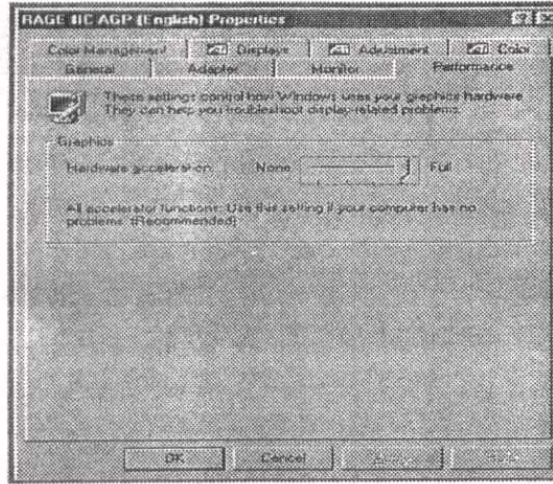 RAGE IIC AGP (English) Properties
Color Management Displays Adjustment Color
General Adapter Monitor Performance
These settings control how Windows uses your graphics hardware.
They can help you troubleshoot display-related problems.
Graphics
Hardware acceleration: None Full
All accelerator functions: Use this setting if your computer has no
problems. (Recommended)
OK Cancel